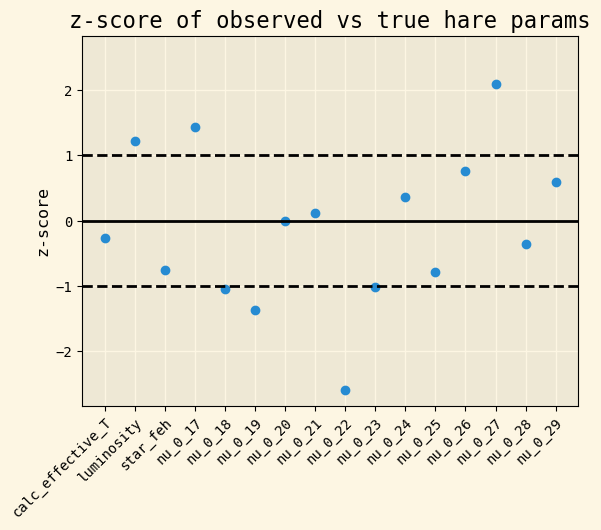 z-score of observed vs true hare params
z-score
2
1
0
−1
−2
calc_effective_T
luminosity
star_feh
nu_0_17
nu_0_18
nu_0_19
nu_0_20
nu_0_21
nu_0_22
nu_0_23
nu_0_24
nu_0_25
nu_0_26
nu_0_27
nu_0_28
nu_0_29